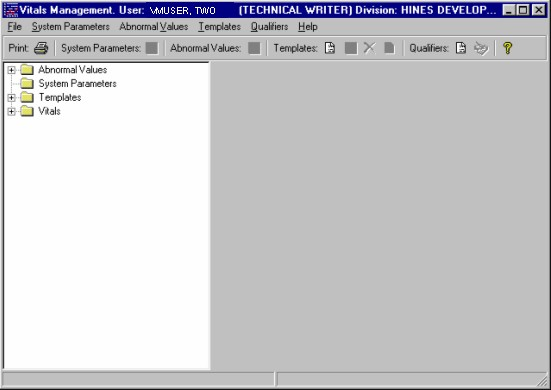 Vitals Management. User: VMUSER, TWO (TECHNICAL WRITER) Division: HINES DEVELOP...
File System Parameters Abnormal Values Templates Qualifiers Help
Print: System Parameters: Abnormal Values: Templates: Qualifiers: ?
Abnormal Values
System Parameters
Templates
Vitals